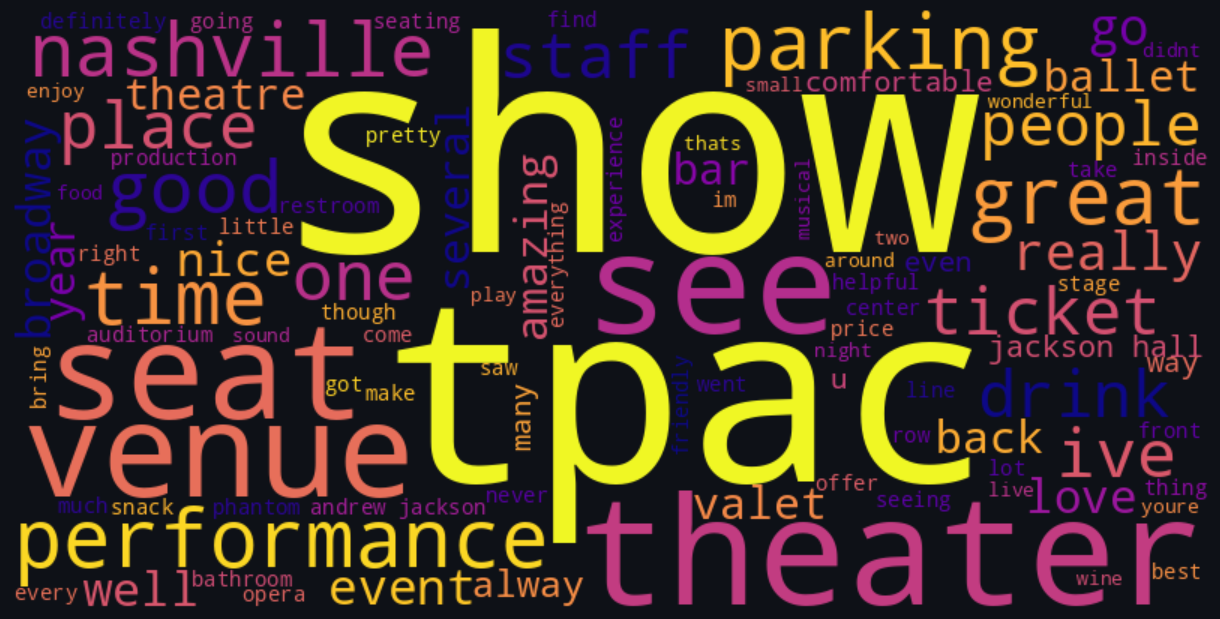 definitely going seating find
nashville staff parking go
didnt
show
enjoy theatre small comfortable ballet
place pretty several thats wonderful people
production bar inside
broadway food good restroom amazing experience musical im take great
first little year
right nice one everything see two really
around even
time play helpful stage
though center ticket
auditorium sound come tpac price jackson hall
night way
seat bring got make saw many friendly went u line drink
venue row back ive front
lot
much snack phantom andrew jackson never valet offer seeing live love thing
youre
performance theater
every well bathroom opera event alway wine best